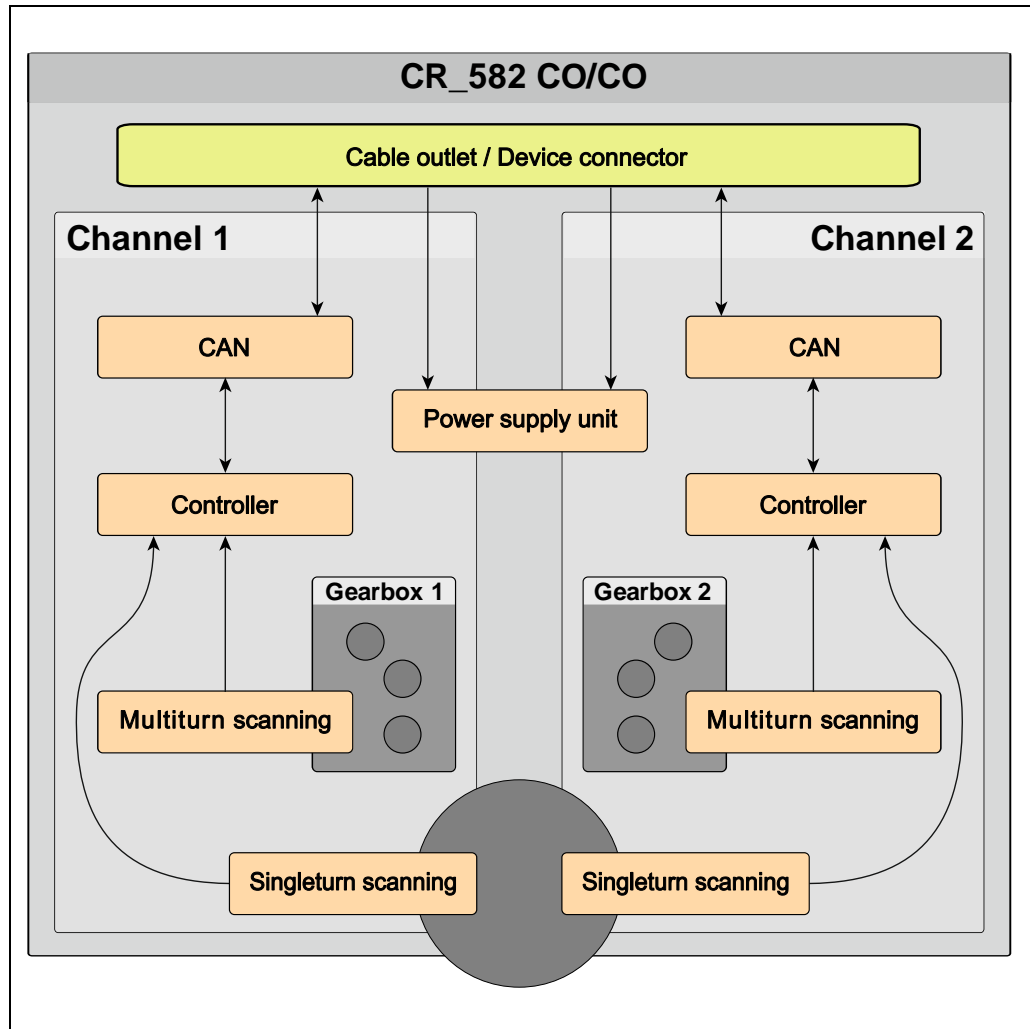 CR_582 CO/CO
Cable outlet / Device connector
Channel 1
Channel 2
CAN
CAN
Power supply unit
Controller
Controller
Gearbox 1
Gearbox 2
Multiturn scanning
Multiturn scanning
Singleturn scanning
Singleturn scanning